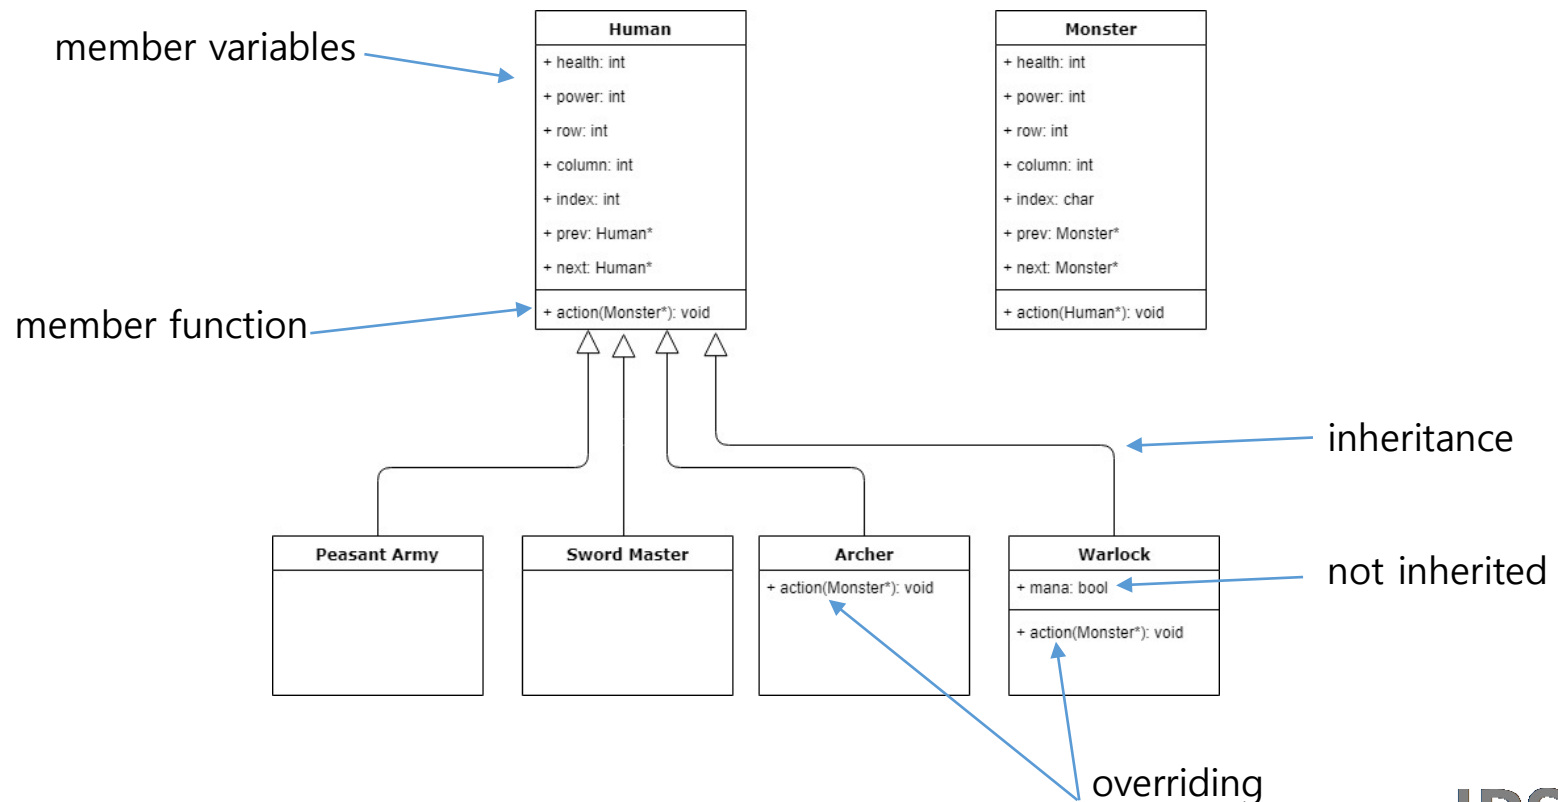 member variables
Human
+ health: int
+ power: int
+ row: int
+ column: int
+ index: int
+ prev: Human*
+ next: Human*
+ action(Monster*): void
Monster
+ health: int
+ power: int
+ row: int
+ column: int
+ index: char
+ prev: Monster*
+ next: Monster*
+ action(Human*): void
member function
inheritance
Peasant Army
Sword Master
Archer
+ action(Monster*): void
Warlock
+ mana: bool
+ action(Monster*): void
not inherited
overriding